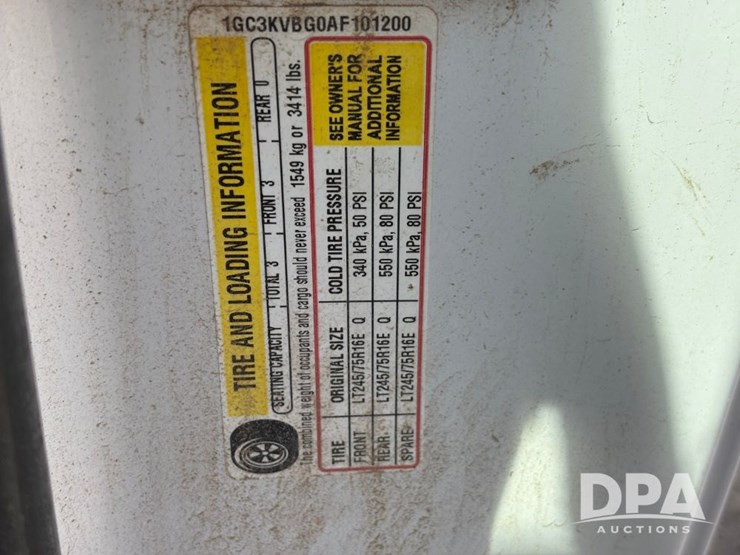 1GC3KVBG0AF101200
TIRE AND LOADING INFORMATION
SEATING CAPACITY TOTAL 3 FRONT 3 REAR 0
The combined weight of occupants and cargo should never exceed 1549 kg or 3414 lbs.
TIRE ORIGINAL SIZE COLD TIRE PRESSURE
FRONT LT245/75R16E Q 340 kPa, 50 PSI
REAR LT245/75R16E Q 550 kPa, 80 PSI
SPARE LT245/75R16E Q 550 kPa, 80 PSI
SEE OWNER'S
MANUAL FOR
ADDITIONAL
INFORMATION
DPA
AUCTIONS